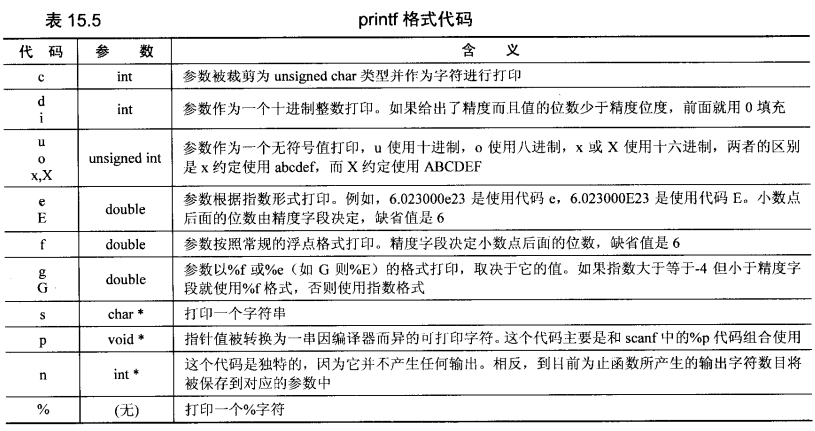 表 15.5 printf 格式代码
代 码 参 数 含 义
c int 参数被裁剪为 unsigned char 类型并作为字符进行打印
d
i int 参数作为一个十进制整数打印。如果给出了精度而且值的位数少于精度位度，前面就用 0 填充
u
o
x,X unsigned int 参数作为一个无符号值打印，u 使用十进制，o 使用八进制，x 或 X 使用十六进制，两者的区别
是 x 约定使用 abcdef，而 X 约定使用 ABCDEF
e
E double 参数根据指数形式打印。例如，6.023000e23 是使用代码 e，6.023000E23 是使用代码 E。小数点
后面的位数由精度字段决定，缺省值是 6
f double 参数按照常规的浮点格式打印。精度字段决定小数点后面的位数，缺省值是 6
g
G double 参数以%f 或%e（如 G 则%E）的格式打印，取决于它的值。如果指数大于等于-4 但小于精度字
段就使用%f 格式，否则使用指数格式
s char * 打印一个字符串
p void * 指针值被转换为一串因编译器而异的可打印字符。这个代码主要是和 scanf 中的%p 代码组合使用
n int * 这个代码是独特的，因为它并不产生任何输出。相反，到目前为止函数所产生的输出字符数目将
被保存到对应的参数中
% (无) 打印一个%字符